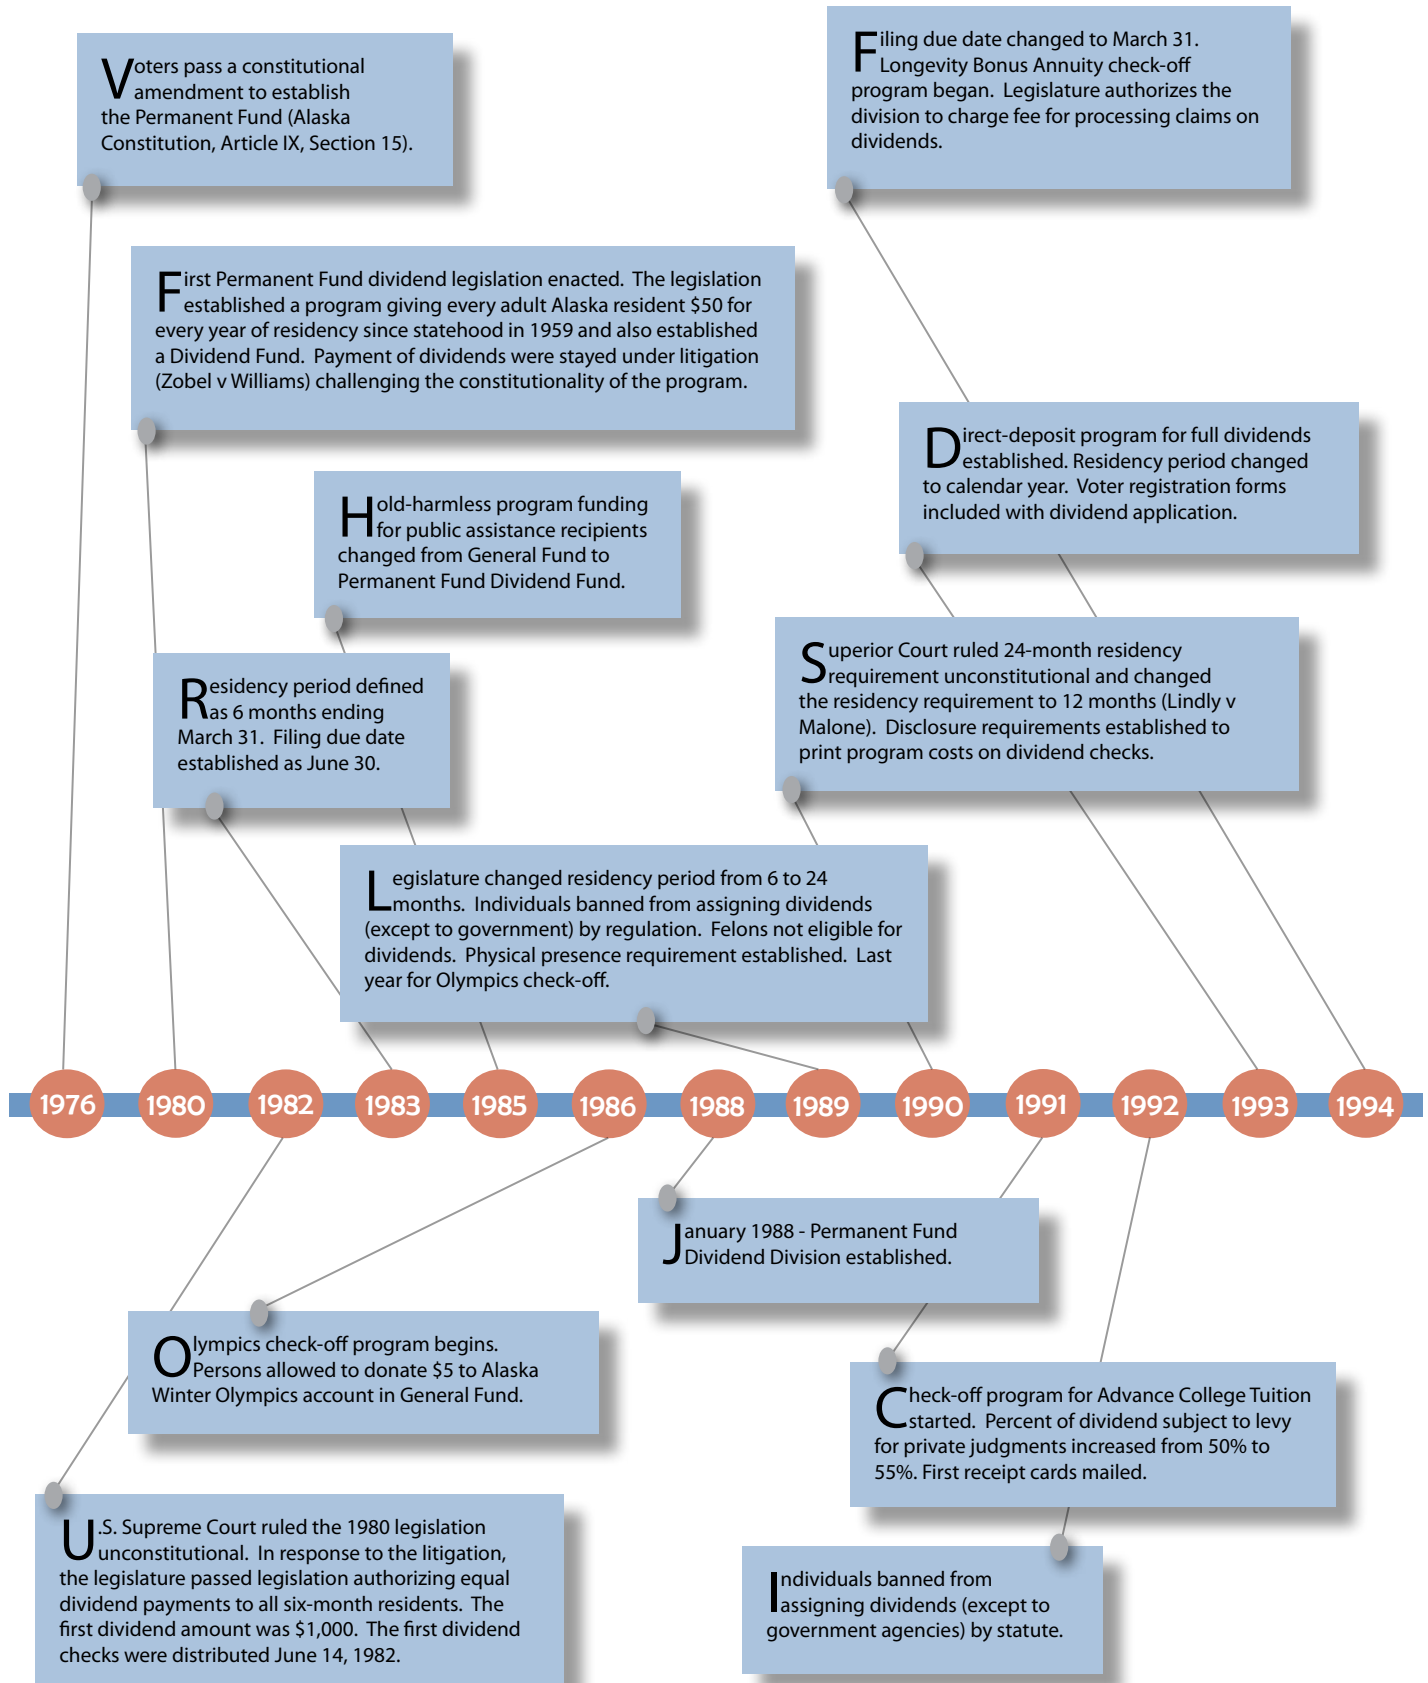 Voters pass a constitutional
amendment to establish
the Permanent Fund (Alaska
Constitution, Article IX, Section 15).
Filing due date changed to March 31.
Longevity Bonus Annuity check-off
program began.  Legislature authorizes the
division to charge fee for processing claims on
dividends.
First Permanent Fund dividend legislation enacted.  The legislation
established a program giving every adult Alaska resident $50 for
every year of residency since statehood in 1959 and also established
a Dividend Fund.  Payment of dividends were stayed under litigation
(Zobel v Williams) challenging the constitutionality of the program.
Direct-deposit program for full dividends
established. Residency period changed
to calendar year.  Voter registration forms
included with dividend application.
Hold-harmless program funding
for public assistance recipients
changed from General Fund to
Permanent Fund Dividend Fund.
Superior Court ruled 24-month residency
requirement unconstitutional and changed
the residency requirement to 12 months (Lindly v
Malone).  Disclosure requirements established to
print program costs on dividend checks.
Residency period defined
as 6 months ending
March 31.  Filing due date
established as June 30.
Legislature changed residency period from 6 to 24
months.  Individuals banned from assigning dividends
(except to government) by regulation.  Felons not eligible for
dividends.  Physical presence requirement established.  Last
year for Olympics check-off.
1976 1980 1982 1983 1985 1986 1988 1989 1990 1991 1992 1993 1994
January 1988 - Permanent Fund
Dividend Division established.
Olympics check-off program begins.
Persons allowed to donate $5 to Alaska
Winter Olympics account in General Fund.
Check-off program for Advance College Tuition
started.  Percent of dividend subject to levy
for private judgments increased from 50% to
55%. First receipt cards mailed.
U.S. Supreme Court ruled the 1980 legislation
unconstitutional.  In response to the litigation,
the legislature passed legislation authorizing equal
dividend payments to all six-month residents.  The
first dividend amount was $1,000.  The first dividend
checks were distributed June 14, 1982.
Individuals banned from
assigning dividends (except to
government agencies) by statute.